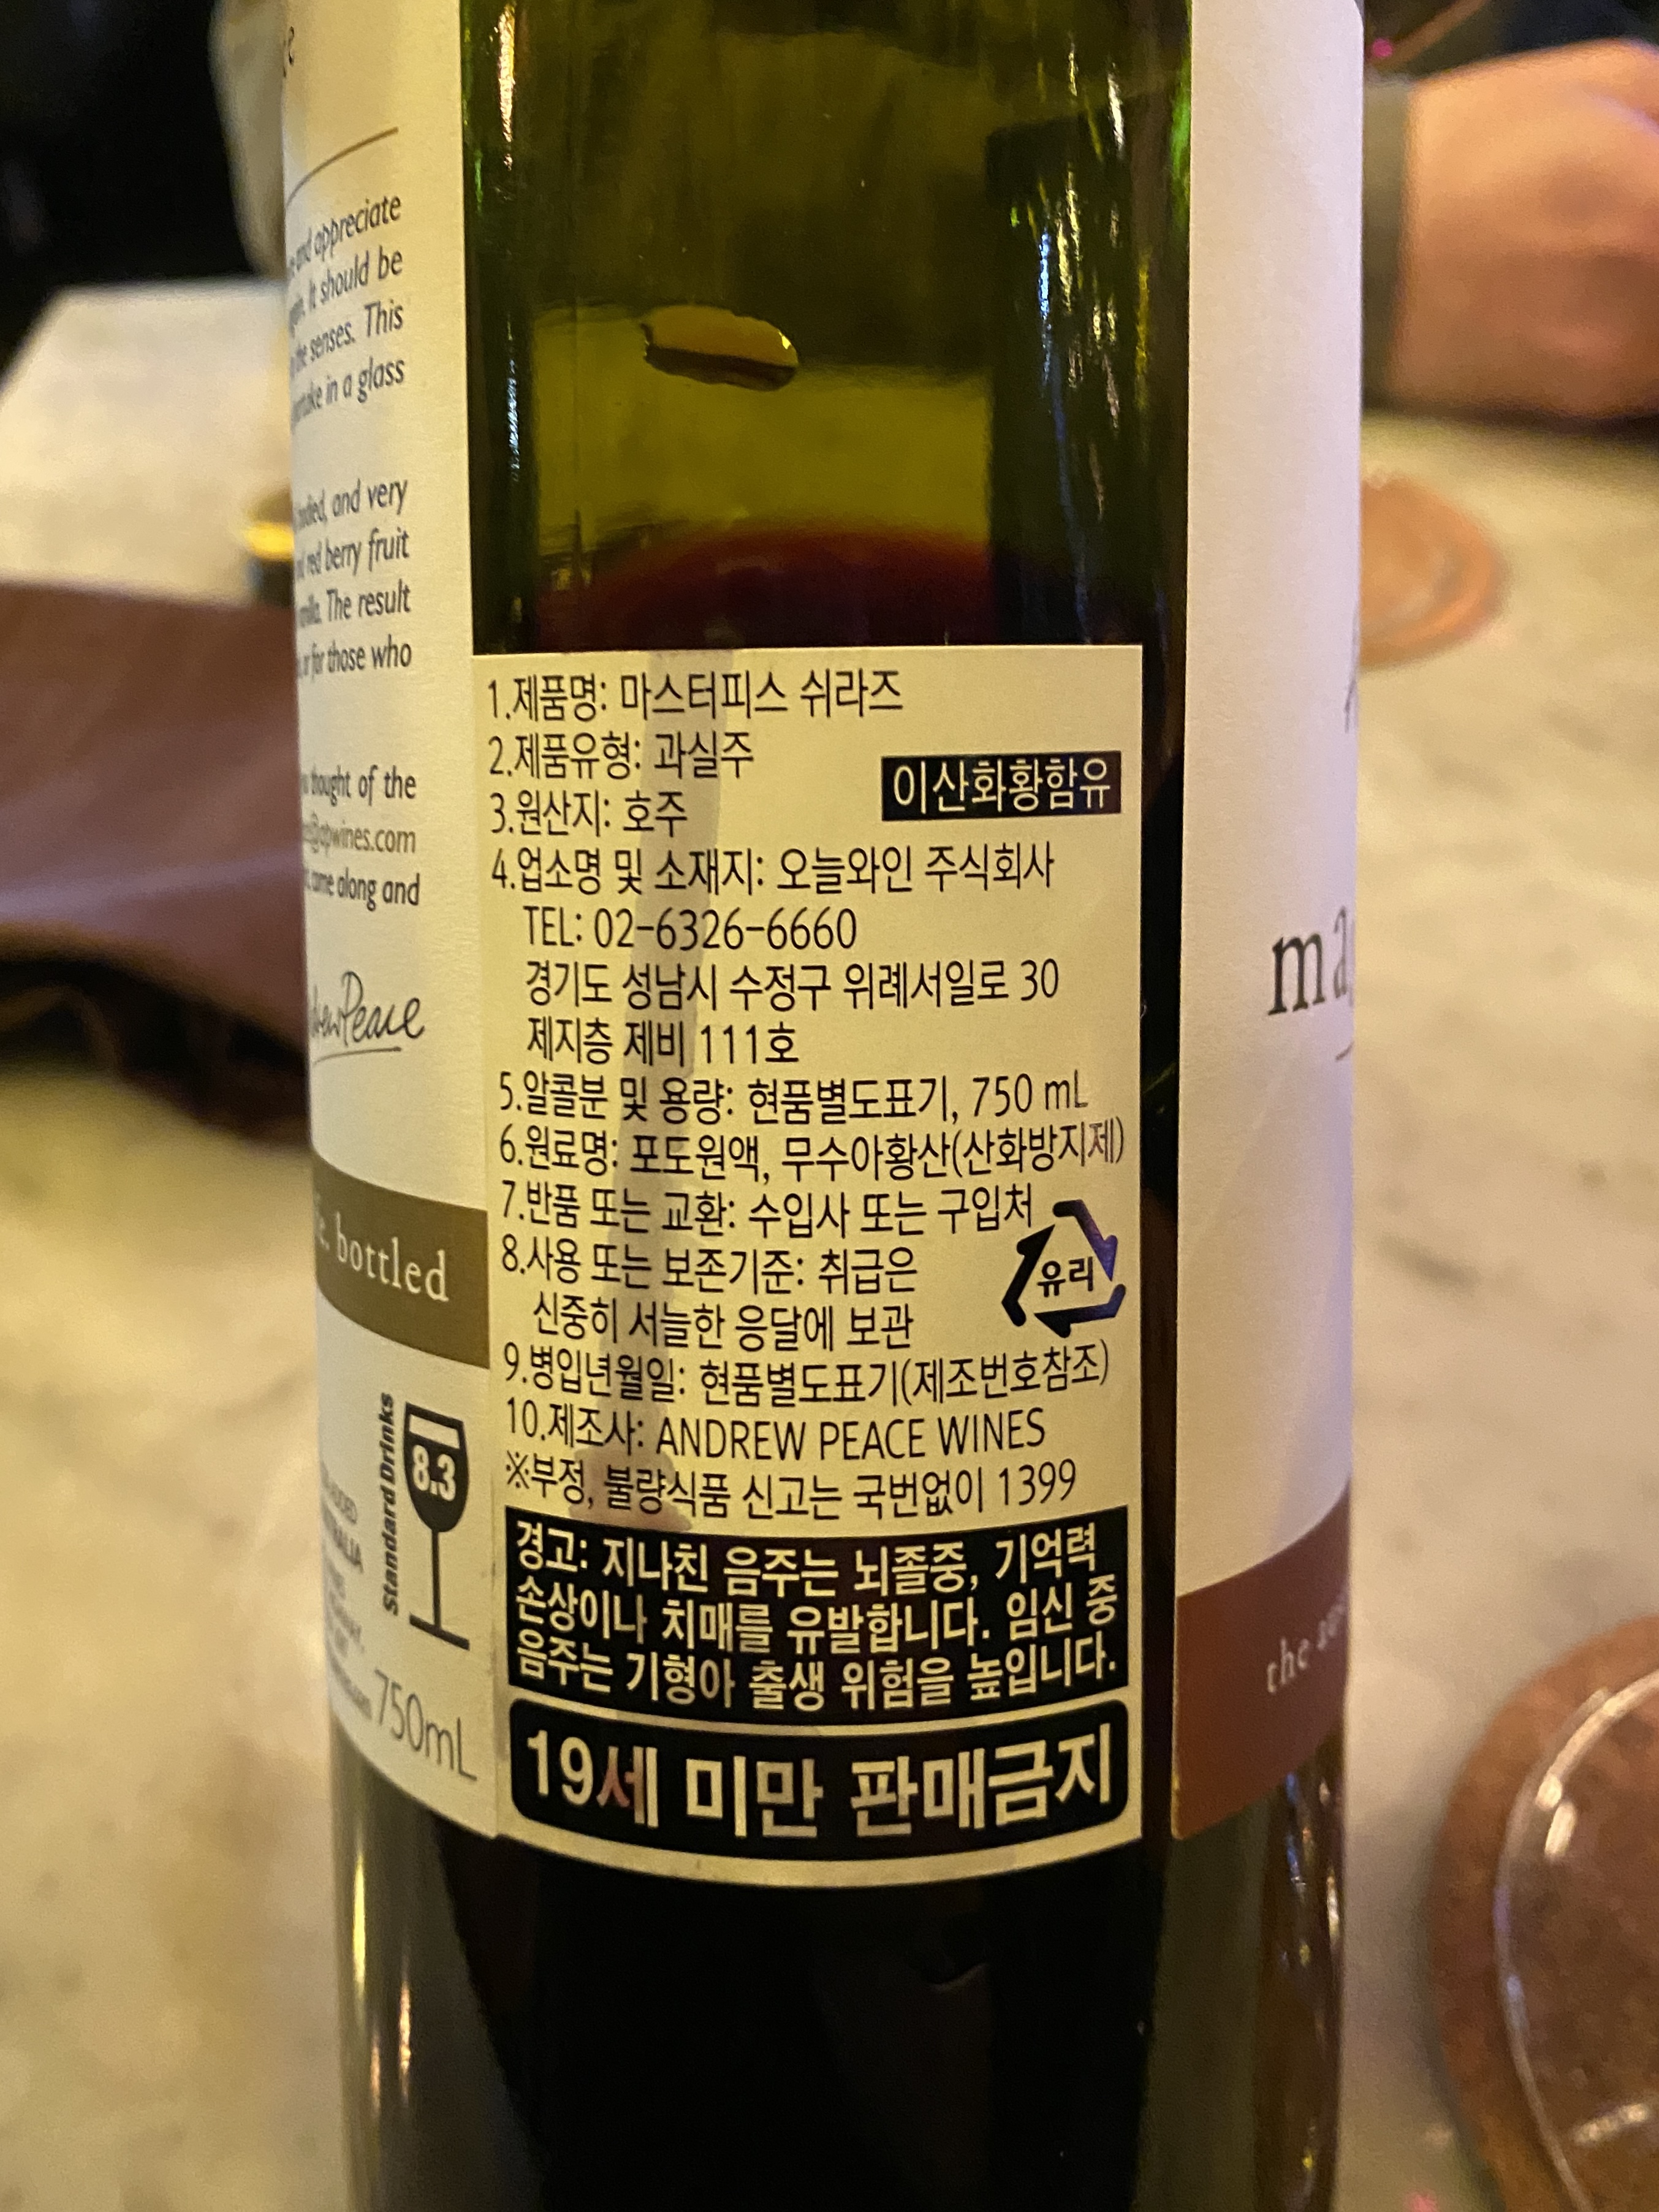 and appreciate
It should be
the senses. This
in a glass
and very
red berry fruit
The result
for those who
thought of the
@apwines.com
came along and
Peace
bottled
Standard Drinks
8.3
750mL
1.제품명: 마스터피스 쉬라즈
2.제품유형: 과실주
이산화황함유
3.원산지: 호주
4.업소명 및 소재지: 오늘와인 주식회사
TEL: 02-6326-6660
경기도 성남시 수정구 위례서일로 30
제지층 제비 111호
5.알콜분 및 용량: 현품별도표기, 750 mL
6.원료명: 포도원액, 무수아황산(산화방지제)
7.반품 또는 교환: 수입사 또는 구입처
8.사용 또는 보존기준: 취급은
유리
신중히 서늘한 응달에 보관
9.병입년월일: 현품별도표기(제조번호참조)
10.제조사: ANDREW PEACE WINES
※부정, 불량식품 신고는 국번없이 1399
경고: 지나친 음주는 뇌졸중, 기억력
손상이나 치매를 유발합니다. 임신 중
음주는 기형아 출생 위험을 높입니다.
19세 미만 판매금지
ma
the